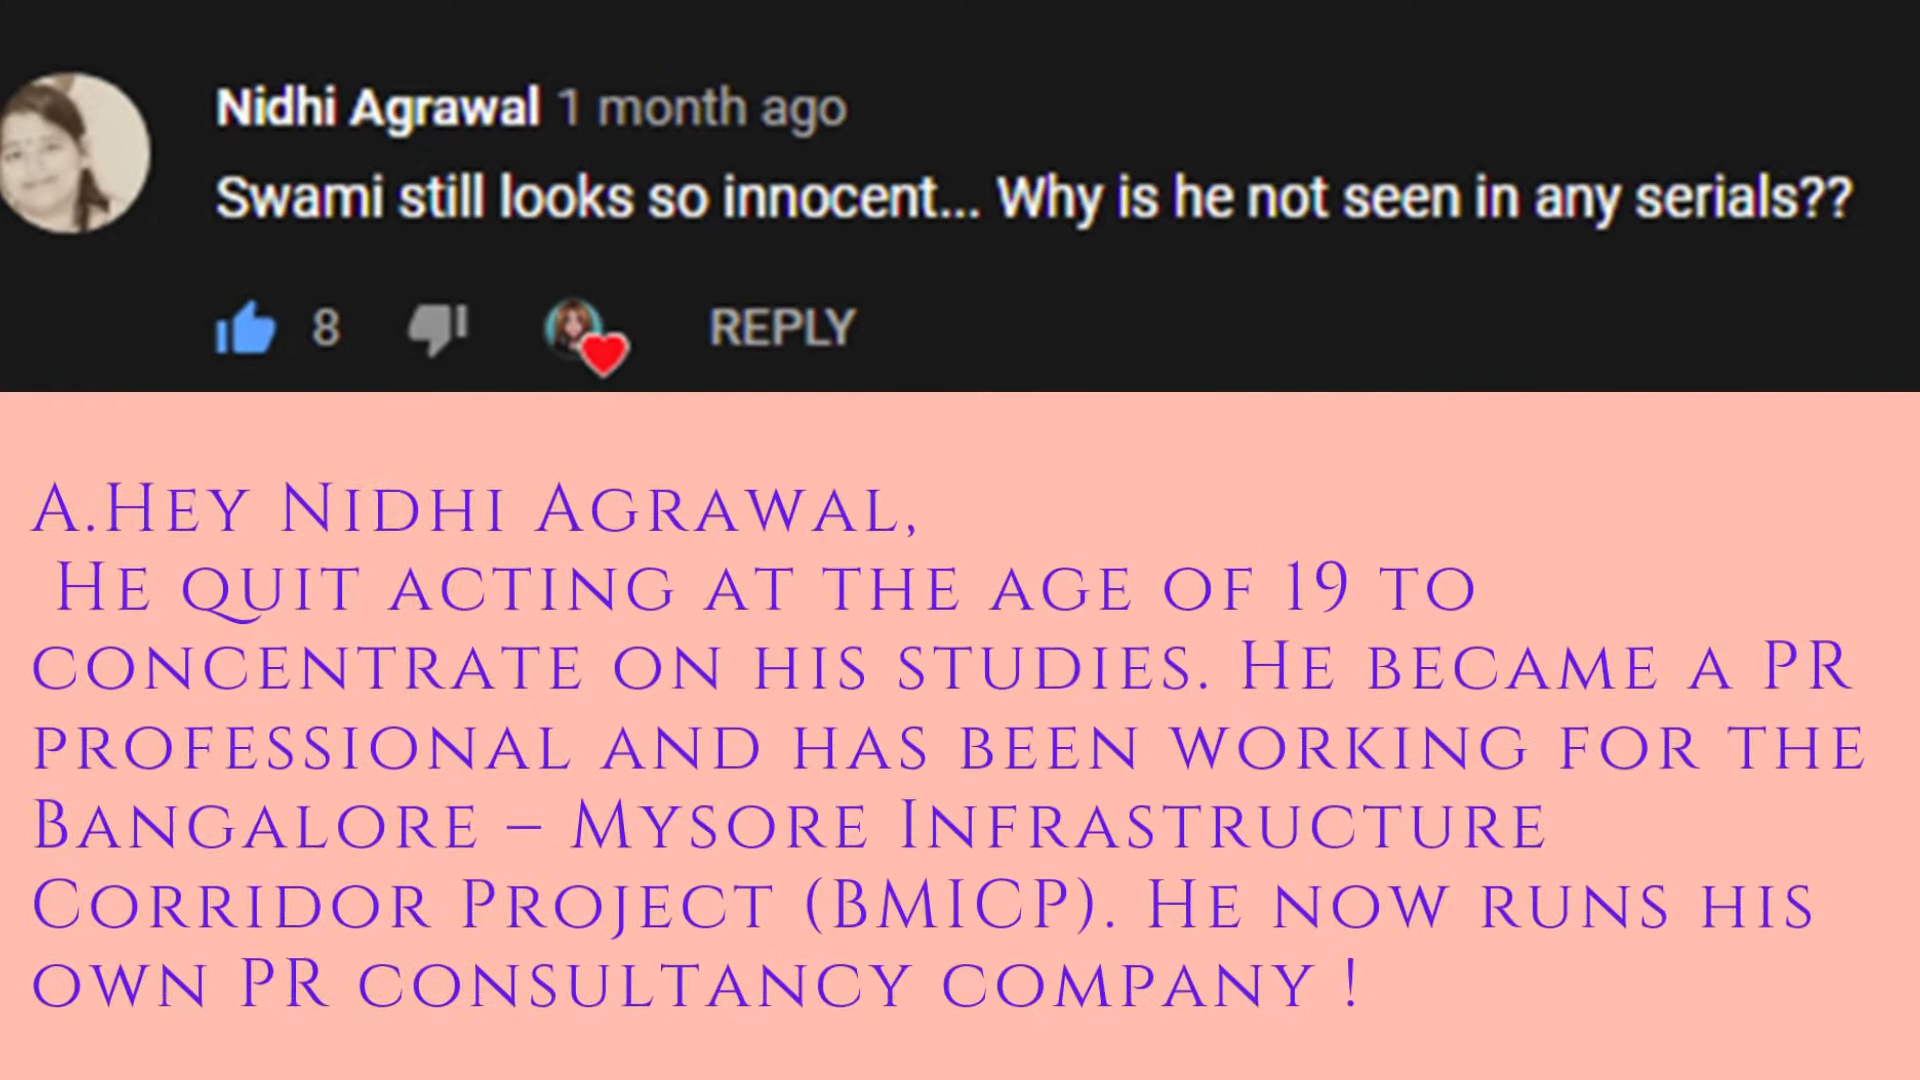 Nidhi Agrawal 1 month ago
Swami still looks so innocent... Why is he not seen in any serials??
8 REPLY
A.Hey Nidhi Agrawal,
He quit acting at the age of 19 to
concentrate on his studies. He became a PR
professional and has been working for the
Bangalore – Mysore Infrastructure
Corridor Project (BMICP). He now runs his
own PR consultancy company !